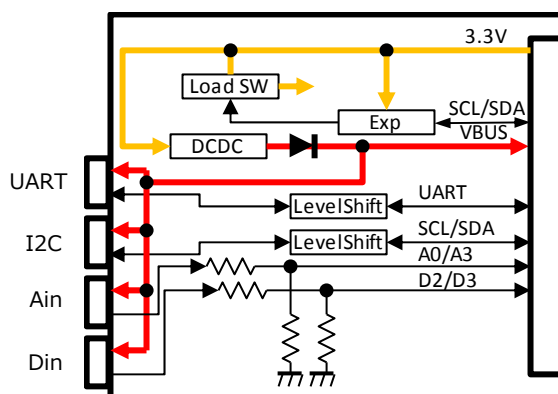 3.3V
Load SW
Exp
SCL/SDA
DCDC
VBUS
UART
LevelShift
UART
I2C
LevelShift
SCL/SDA
A0/A3
Ain
D2/D3
Din